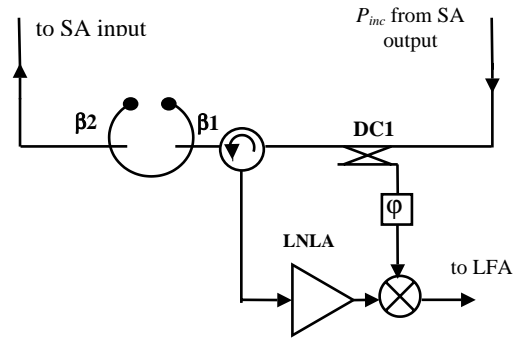 to SA input
P_inc from SA
output
β2
β1
DC1
φ
LNLA
to LFA